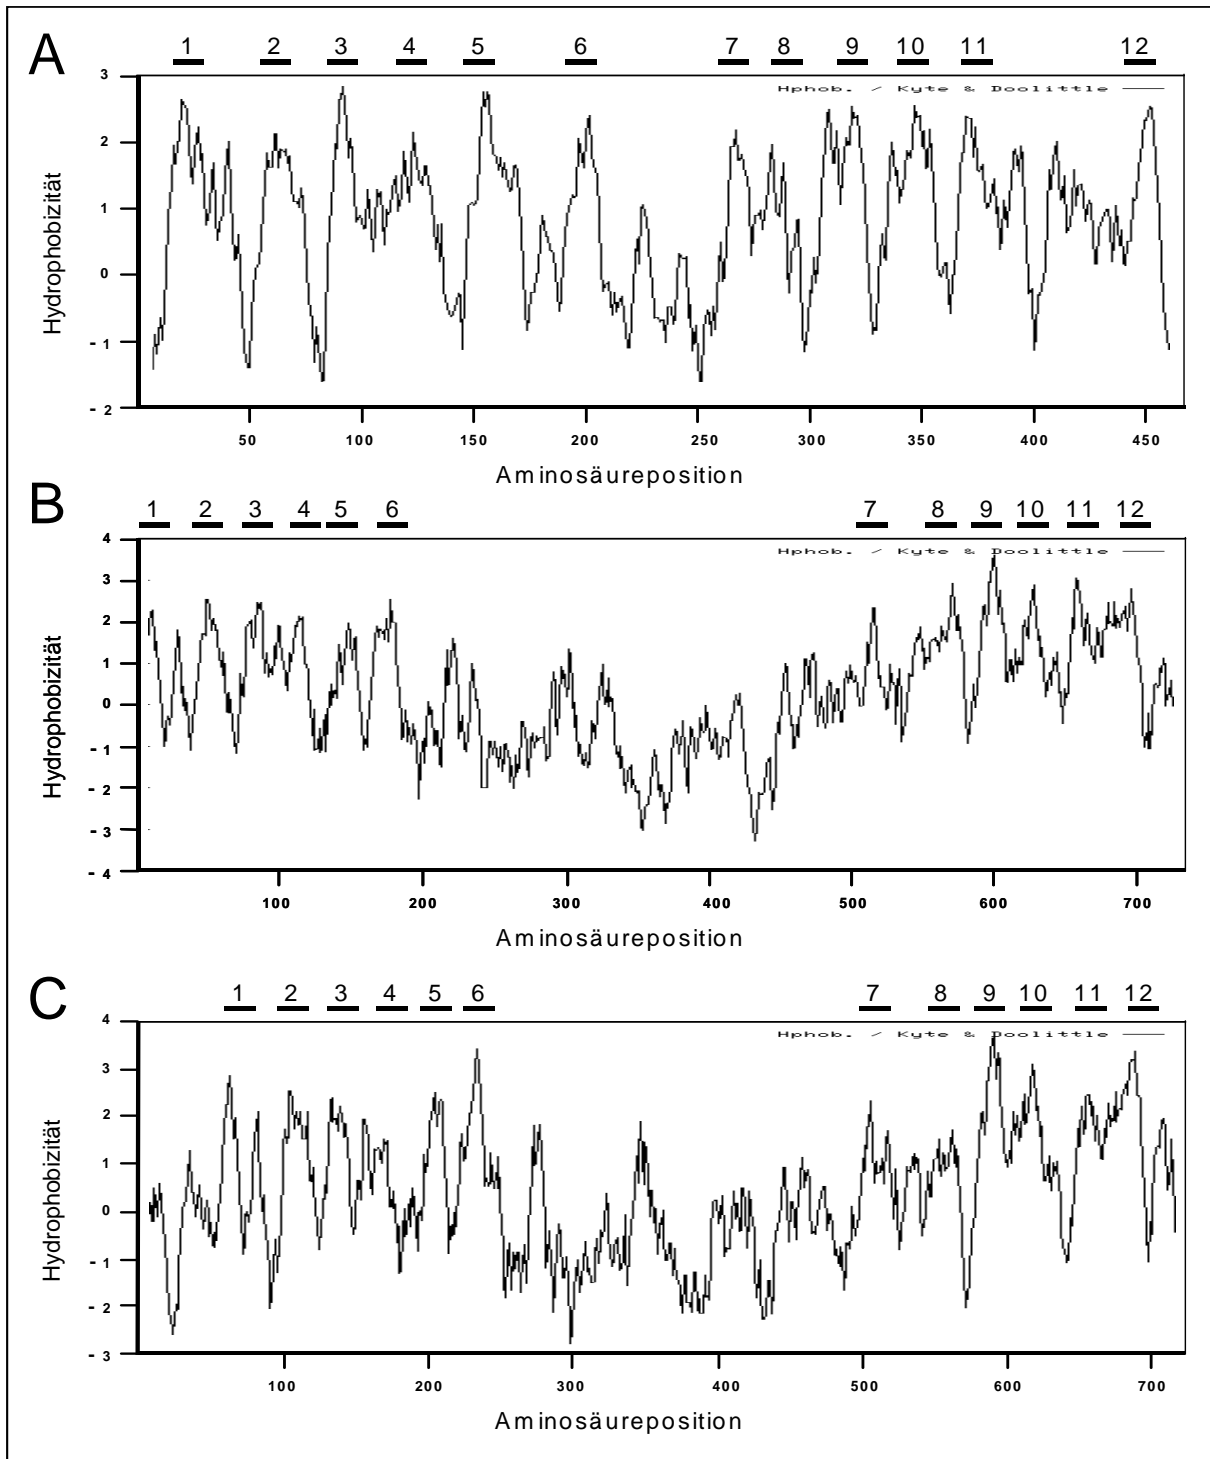 A
1 2 3 4 5 6 7 8 9 10 11 12
Hphob. / Kyte & Doolittle
3
2
1
0
- 1
- 2
Hydrophobizität
50 100 150 200 250 300 350 400 450
Aminosäureposition
B
1 2 3 4 5 6 7 8 9 10 11 12
Hphob. / Kyte & Doolittle
4
3
2
1
0
- 1
- 2
- 3
- 4
Hydrophobizität
100 200 300 400 500 600 700
Aminosäureposition
C
1 2 3 4 5 6 7 8 9 10 11 12
Hphob. / Kyte & Doolittle
4
3
2
1
0
- 1
- 2
- 3
Hydrophobizität
100 200 300 400 500 600 700
Aminosäureposition